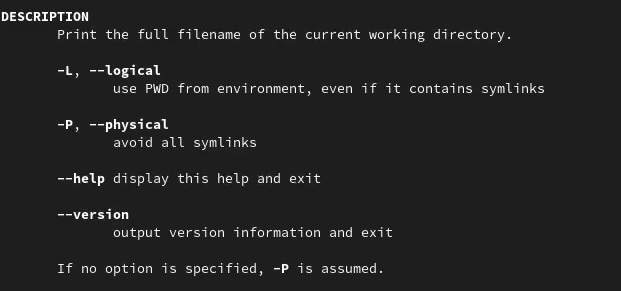 DESCRIPTION
Print the full filename of the current working directory.
-L, --logical
use PWD from environment, even if it contains symlinks
-P, --physical
avoid all symlinks
--help display this help and exit
--version
output version information and exit
If no option is specified, -P is assumed.